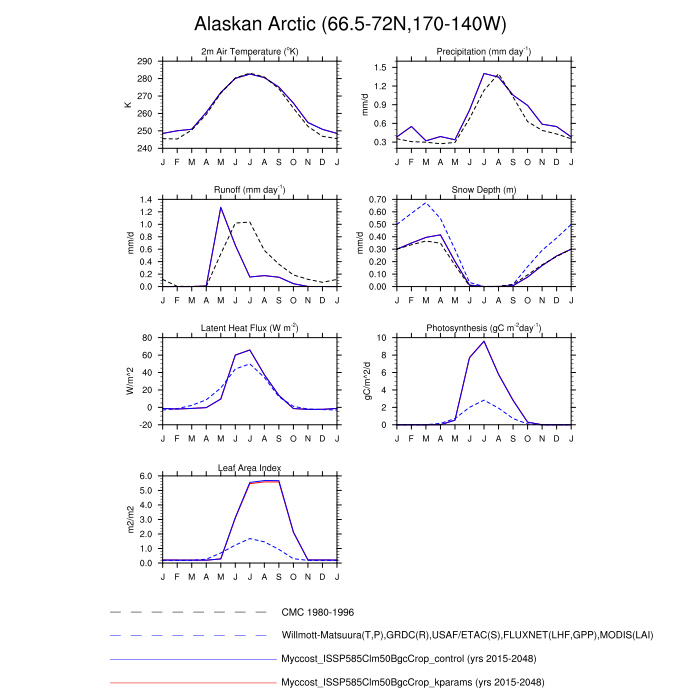 Alaskan Arctic (66.5-72N,170-140W)
2m Air Temperature (°K)
Precipitation (mm day-1)
290
280
270
260
250
240
K
J F M A M J J A S O N D J
1.5
1.2
0.9
0.6
0.3
mm/d
J F M A M J J A S O N D J
Runoff (mm day-1)
Snow Depth (m)
1.4
1.2
1.0
0.8
0.6
0.4
0.2
0.0
mm/d
J F M A M J J A S O N D J
0.70
0.60
0.50
0.40
0.30
0.20
0.10
0.00
mm/d
J F M A M J J A S O N D J
Latent Heat Flux (W m-2)
Photosynthesis (gC m-2day-1)
80
60
40
20
0
-20
W/m^2
J F M A M J J A S O N D J
10
8
6
4
2
0
gC/m^2/d
J F M A M J J A S O N D J
Leaf Area Index
6.0
5.0
4.0
3.0
2.0
1.0
0.0
m2/m2
J F M A M J J A S O N D J
CMC 1980-1996
Willmott-Matsuura(T,P),GRDC(R),USAF/ETAC(S),FLUXNET(LHF,GPP),MODIS(LAI)
Myccost_ISSP585Clm50BgcCrop_control (yrs 2015-2048)
Myccost_ISSP585Clm50BgcCrop_kparams (yrs 2015-2048)